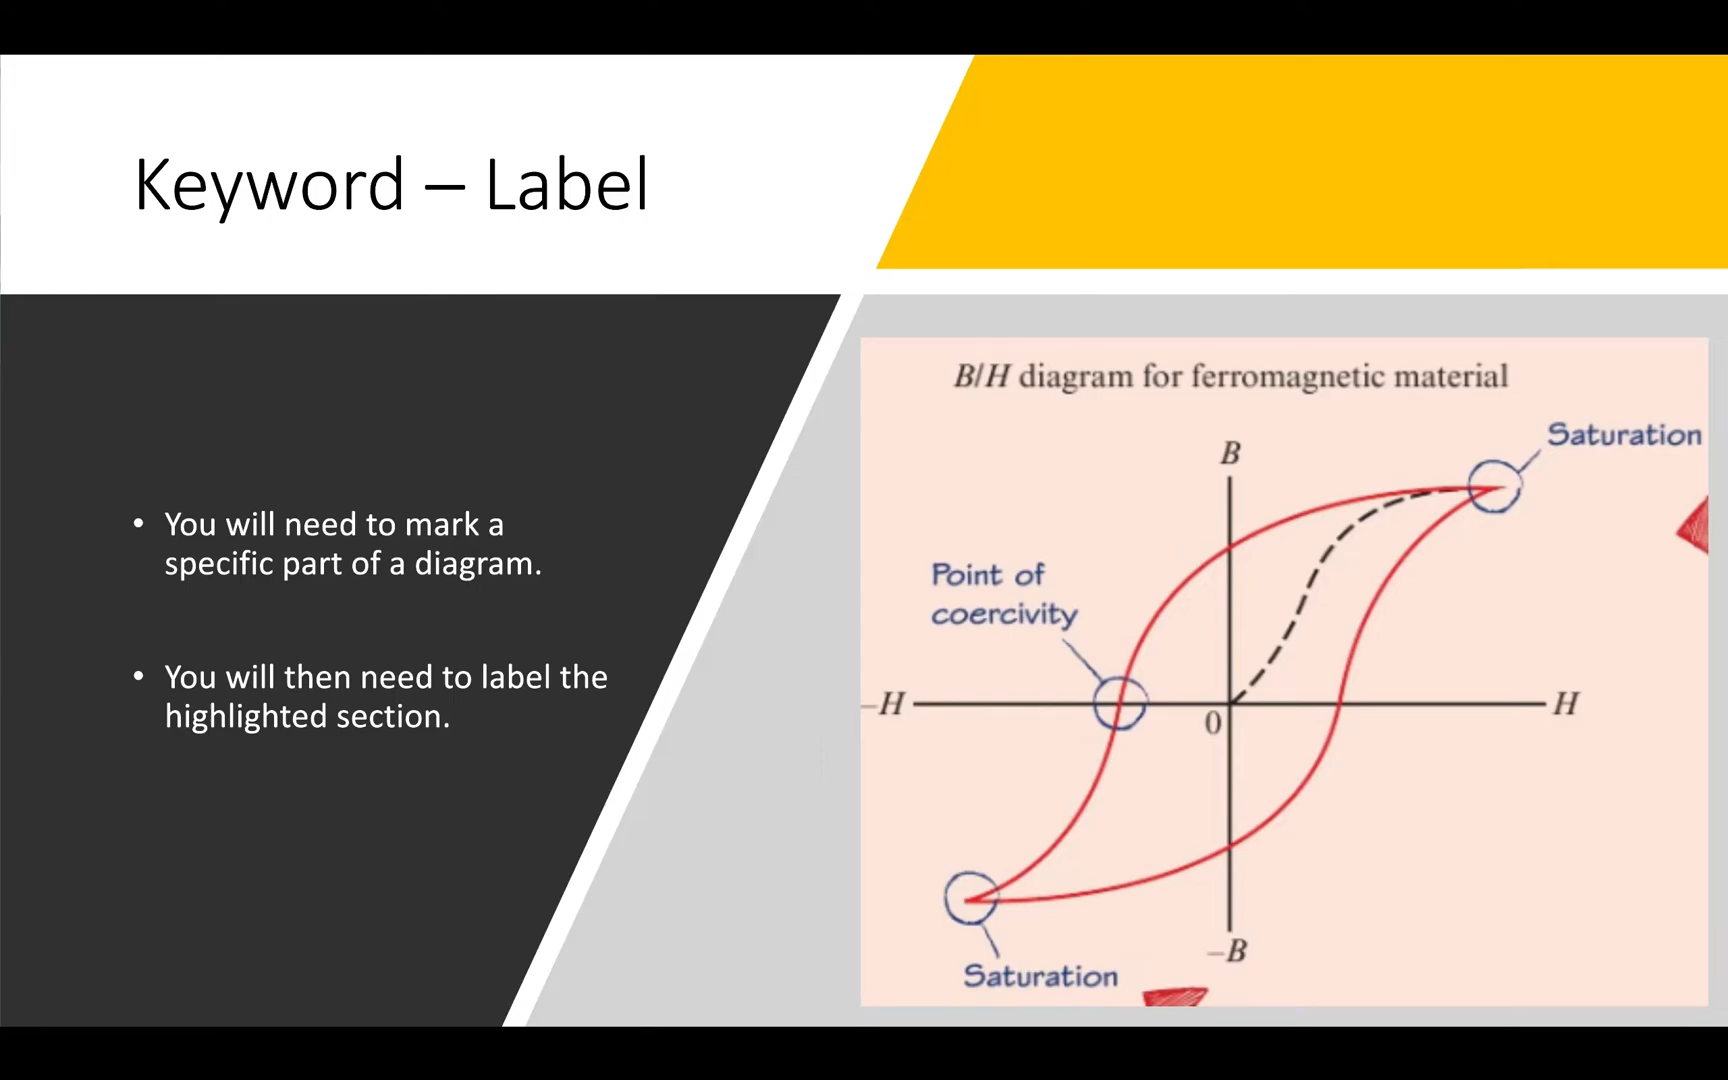 Keyword – Label
• You will need to mark a
specific part of a diagram.
• You will then need to label the
highlighted section.
B/H diagram for ferromagnetic material
Saturation
B
Point of
coercivity
–H
H
0
–B
Saturation